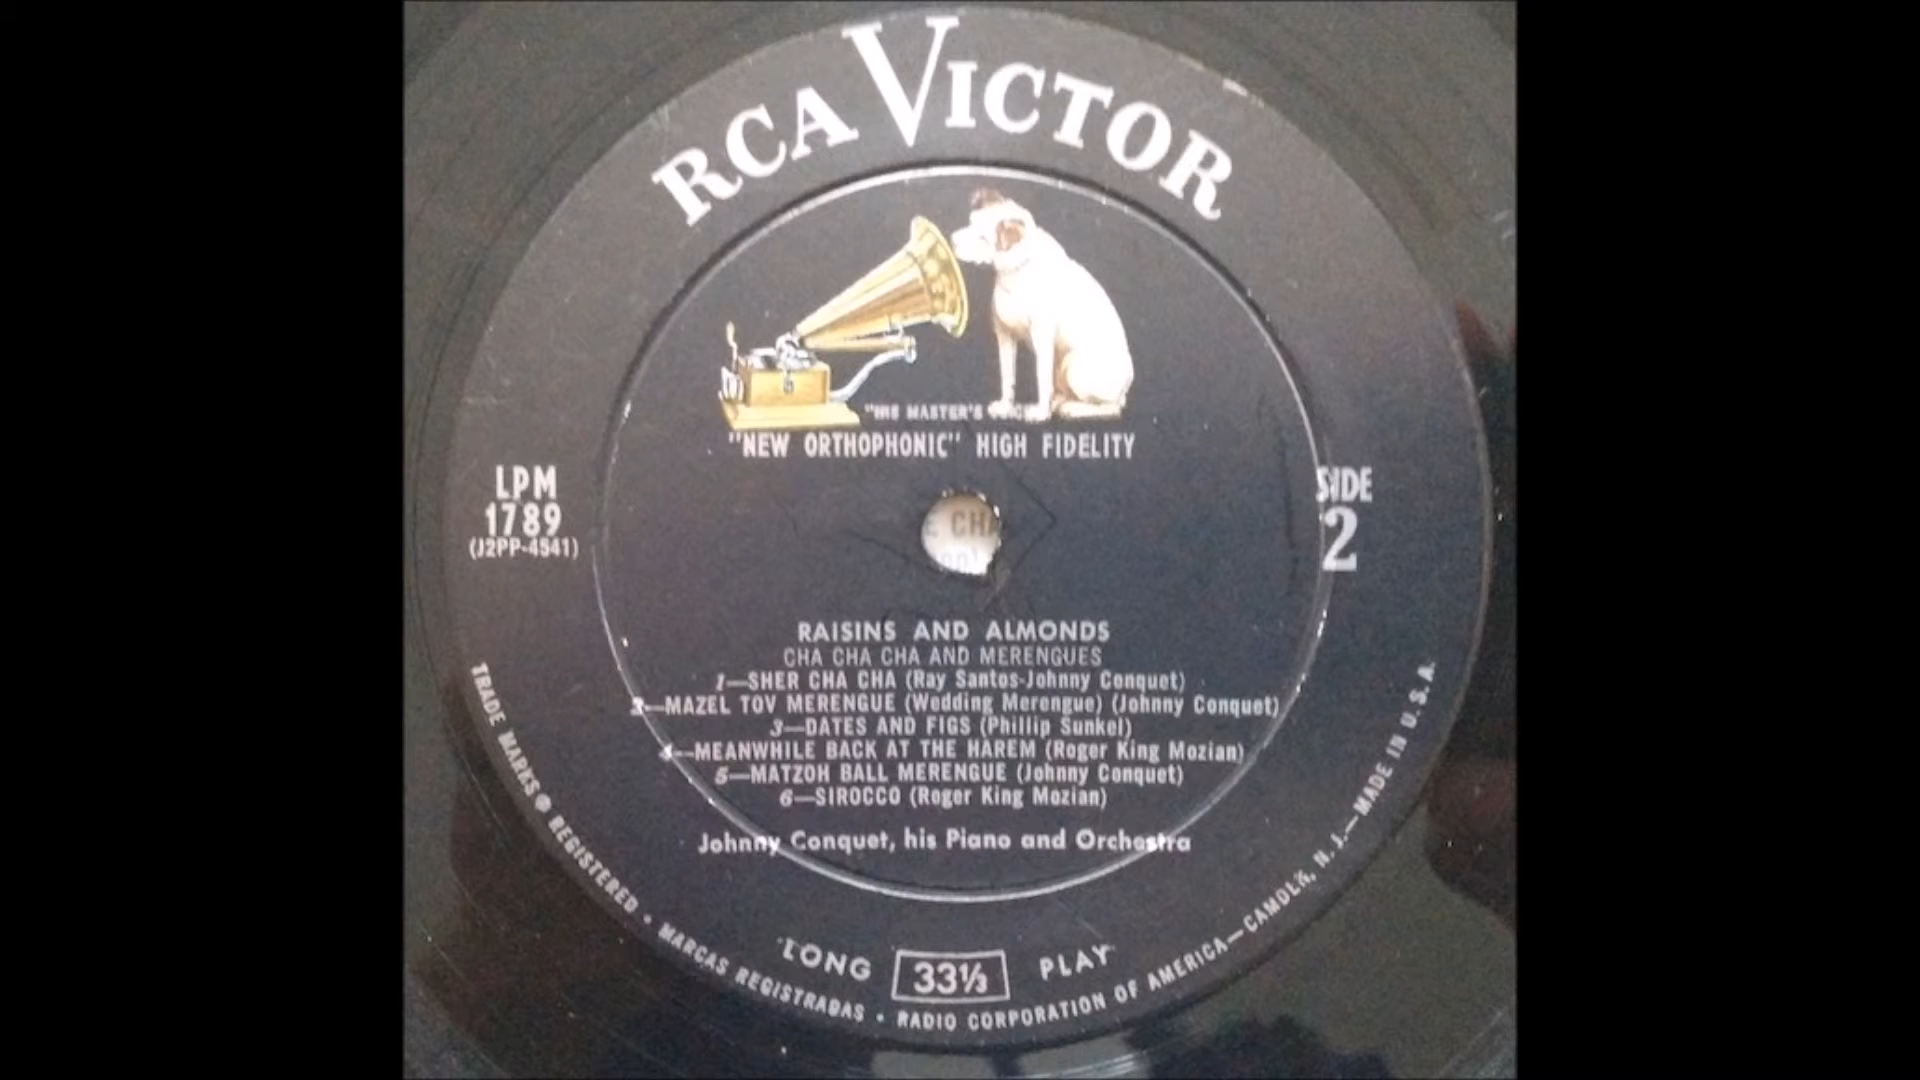 RCA VICTOR
"HIS MASTER'S VOICE"
"NEW ORTHOPHONIC" HIGH FIDELITY
LPM
1789
(J2PP-4541)
SIDE
2
RAISINS AND ALMONDS
CHA CHA CHA AND MERENGUES
1—SHER CHA CHA (Ray Santos-Johnny Conquet)
2—MAZEL TOV MERENGUE (Wedding Merengue) (Johnny Conquet)
3—DATES AND FIGS (Phillip Sunkel)
4—MEANWHILE BACK AT THE HAREM (Roger King Mozian)
5—MATZOH BALL MERENGUE (Johnny Conquet)
6—SIROCCO (Roger King Mozian)
Johnny Conquet, his Piano and Orchestra
LONG 33⅓ PLAY
TRADE MARKS ● REGISTERED • MARCAS REGISTRADAS • RADIO CORPORATION OF AMERICA—CAMDEN, N. J.—MADE IN U. S. A.